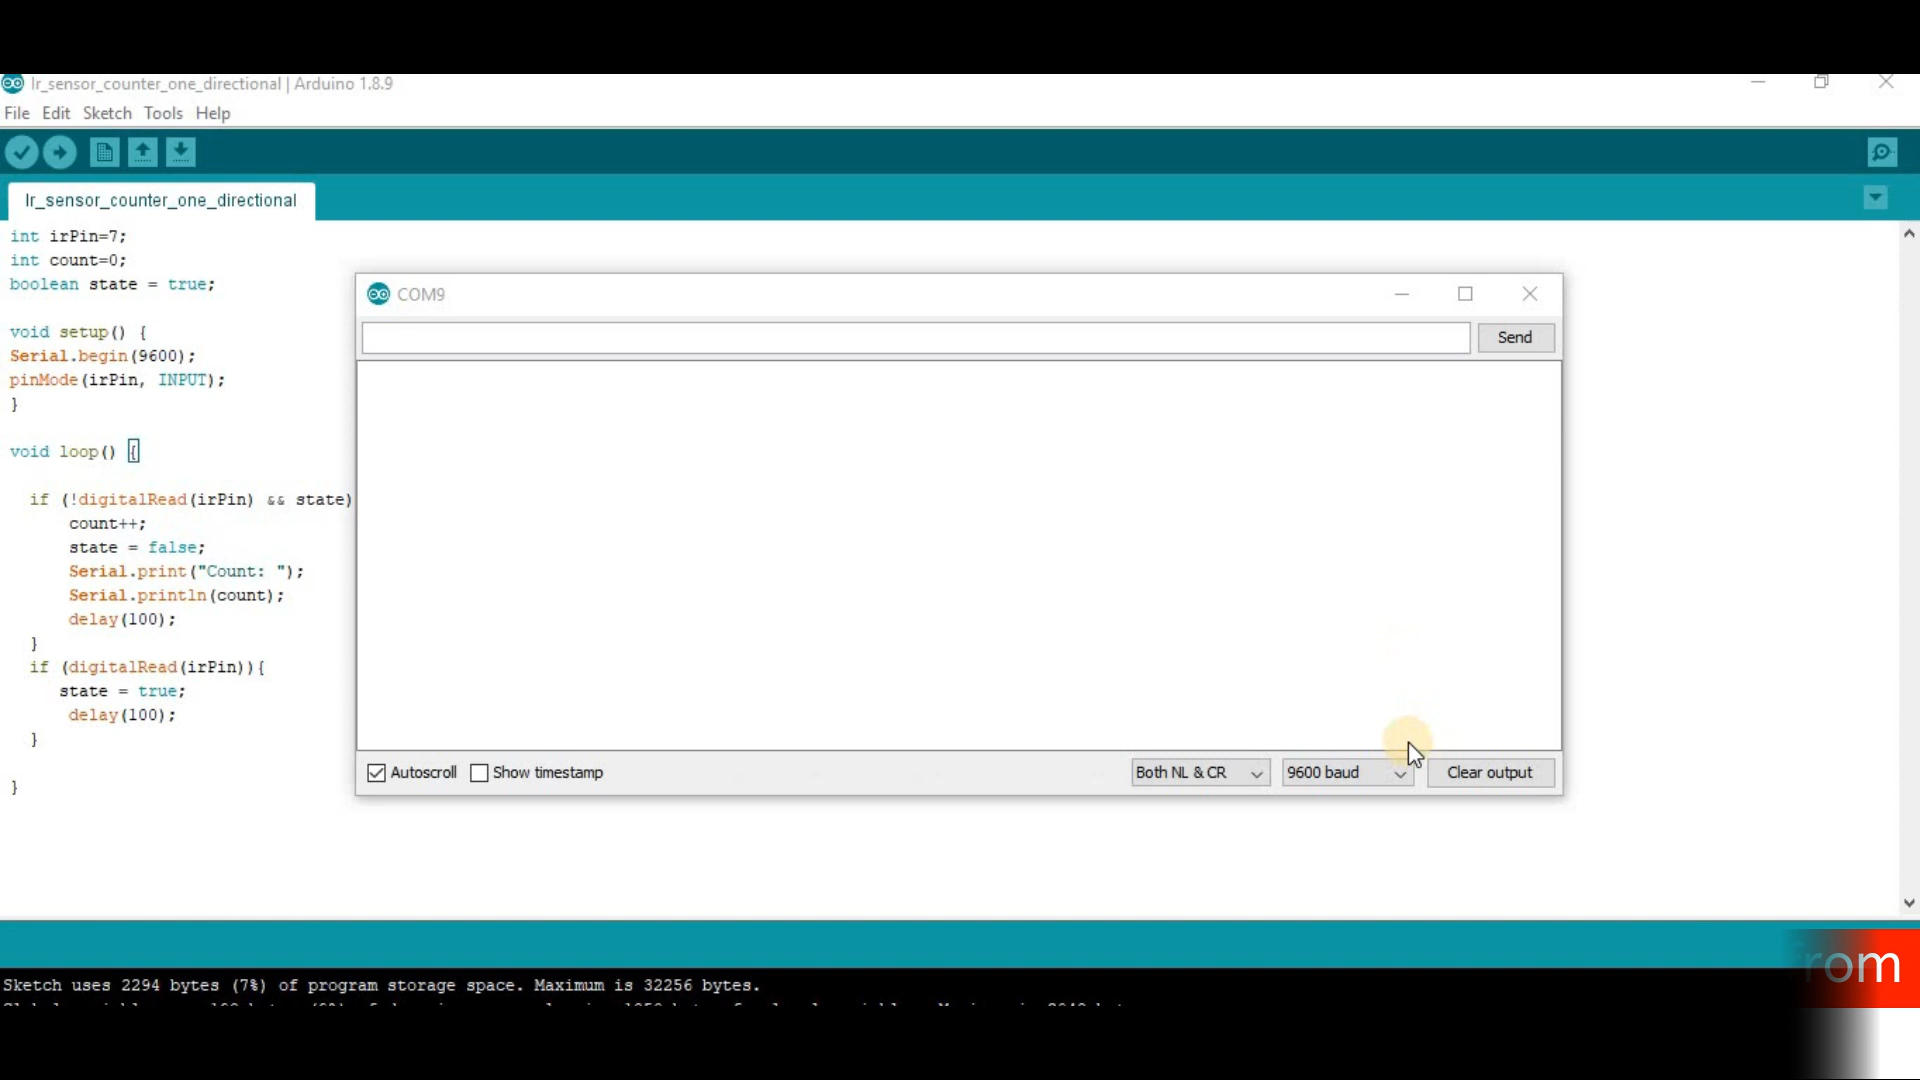 Ir_sensor_counter_one_directional | Arduino 1.8.9
File Edit Sketch Tools Help
Ir_sensor_counter_one_directional
int irPin=7;
int count=0;
boolean state = true;
void setup() {
Serial.begin(9600);
pinMode(irPin, INPUT);
}
void loop() {
if (!digitalRead(irPin) && state)
count++;
state = false;
Serial.print("Count: ");
Serial.println(count);
delay(100);
}
if (digitalRead(irPin)){
state = true;
delay(100);
}
}
COM9
Send
Autoscroll Show timestamp Both NL & CR 9600 baud Clear output
from
Sketch uses 2294 bytes (7%) of program storage space. Maximum is 32256 bytes.